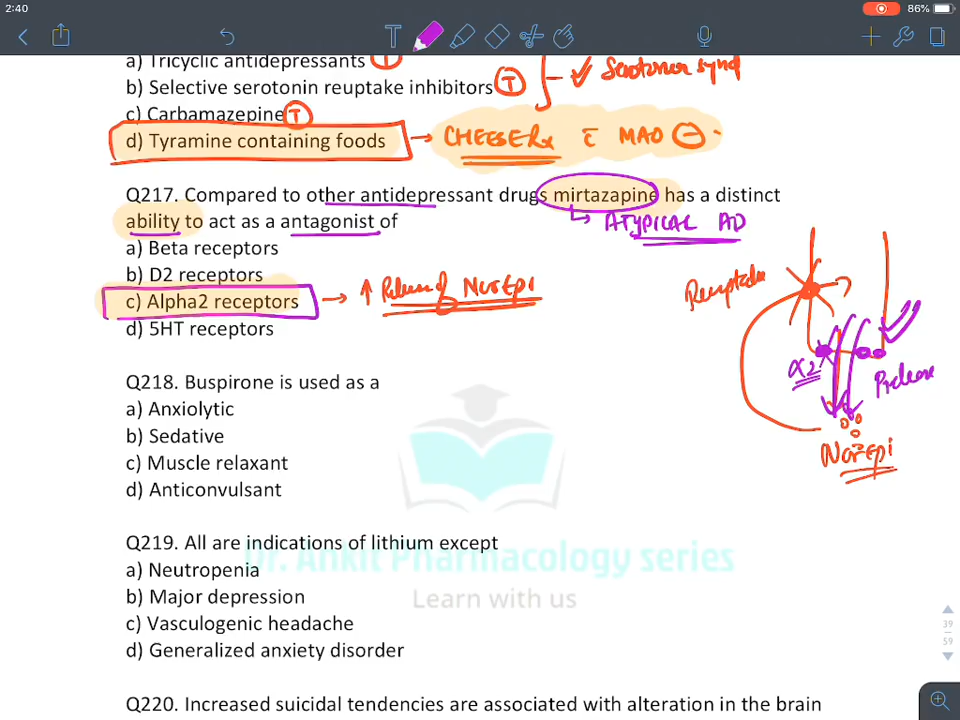 2:40
86%
a) Tricyclic antidepressants T
b) Selective serotonin reuptake inhibitors T
c) Carbamazepine T
Serotonin synd
d) Tyramine containing foods
CHEESE Rx c̄ MAO -
Q217. Compared to other antidepressant drugs mirtazapine has a distinct
ability to act as a antagonist of
ATYPICAL AD
a) Beta receptors
b) D2 receptors
c) Alpha2 receptors
↑ Release of NorEpi
d) 5HT receptors
Reuptake
α2
release
NorEpi
Q218. Buspirone is used as a
a) Anxiolytic
b) Sedative
c) Muscle relaxant
d) Anticonvulsant
Q219. All are indications of lithium except
Dr. Ankit Pharmacology series
a) Neutropenia
b) Major depression
Learn with us
c) Vasculogenic headache
d) Generalized anxiety disorder
39
59
Q220. Increased suicidal tendencies are associated with alteration in the brain